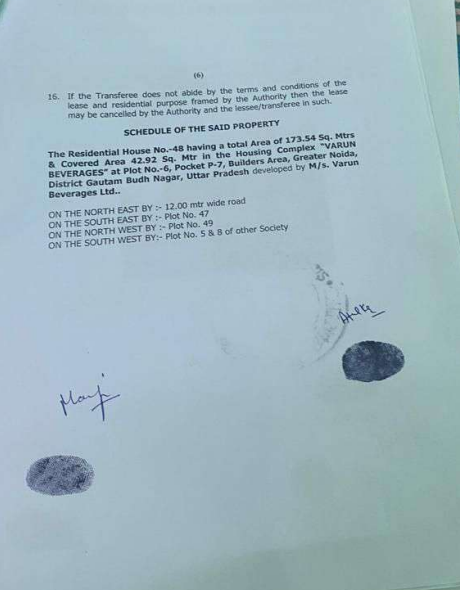 (6)
16. If the Transferee does not abide by the terms and conditions of the
lease and residential purpose framed by the Authority then the lease
may be cancelled by the Authority and the lessee/transferee in such.
SCHEDULE OF THE SAID PROPERTY
The Residential House No.-48 having a total Area of 173.54 Sq. Mtrs
& Covered Area 42.92 Sq. Mtr in the Housing Complex "VARUN
BEVERAGES" at Plot No.-6, Pocket P-7, Builders Area, Greater Noida,
District Gautam Budh Nagar, Uttar Pradesh developed by M/s. Varun
Beverages Ltd..
ON THE NORTH EAST BY :- 12.00 mtr wide road
ON THE SOUTH EAST BY :- Plot No. 47
ON THE NORTH WEST BY :- Plot No. 49
ON THE SOUTH WEST BY:- Plot No. 5 & 8 of other Society